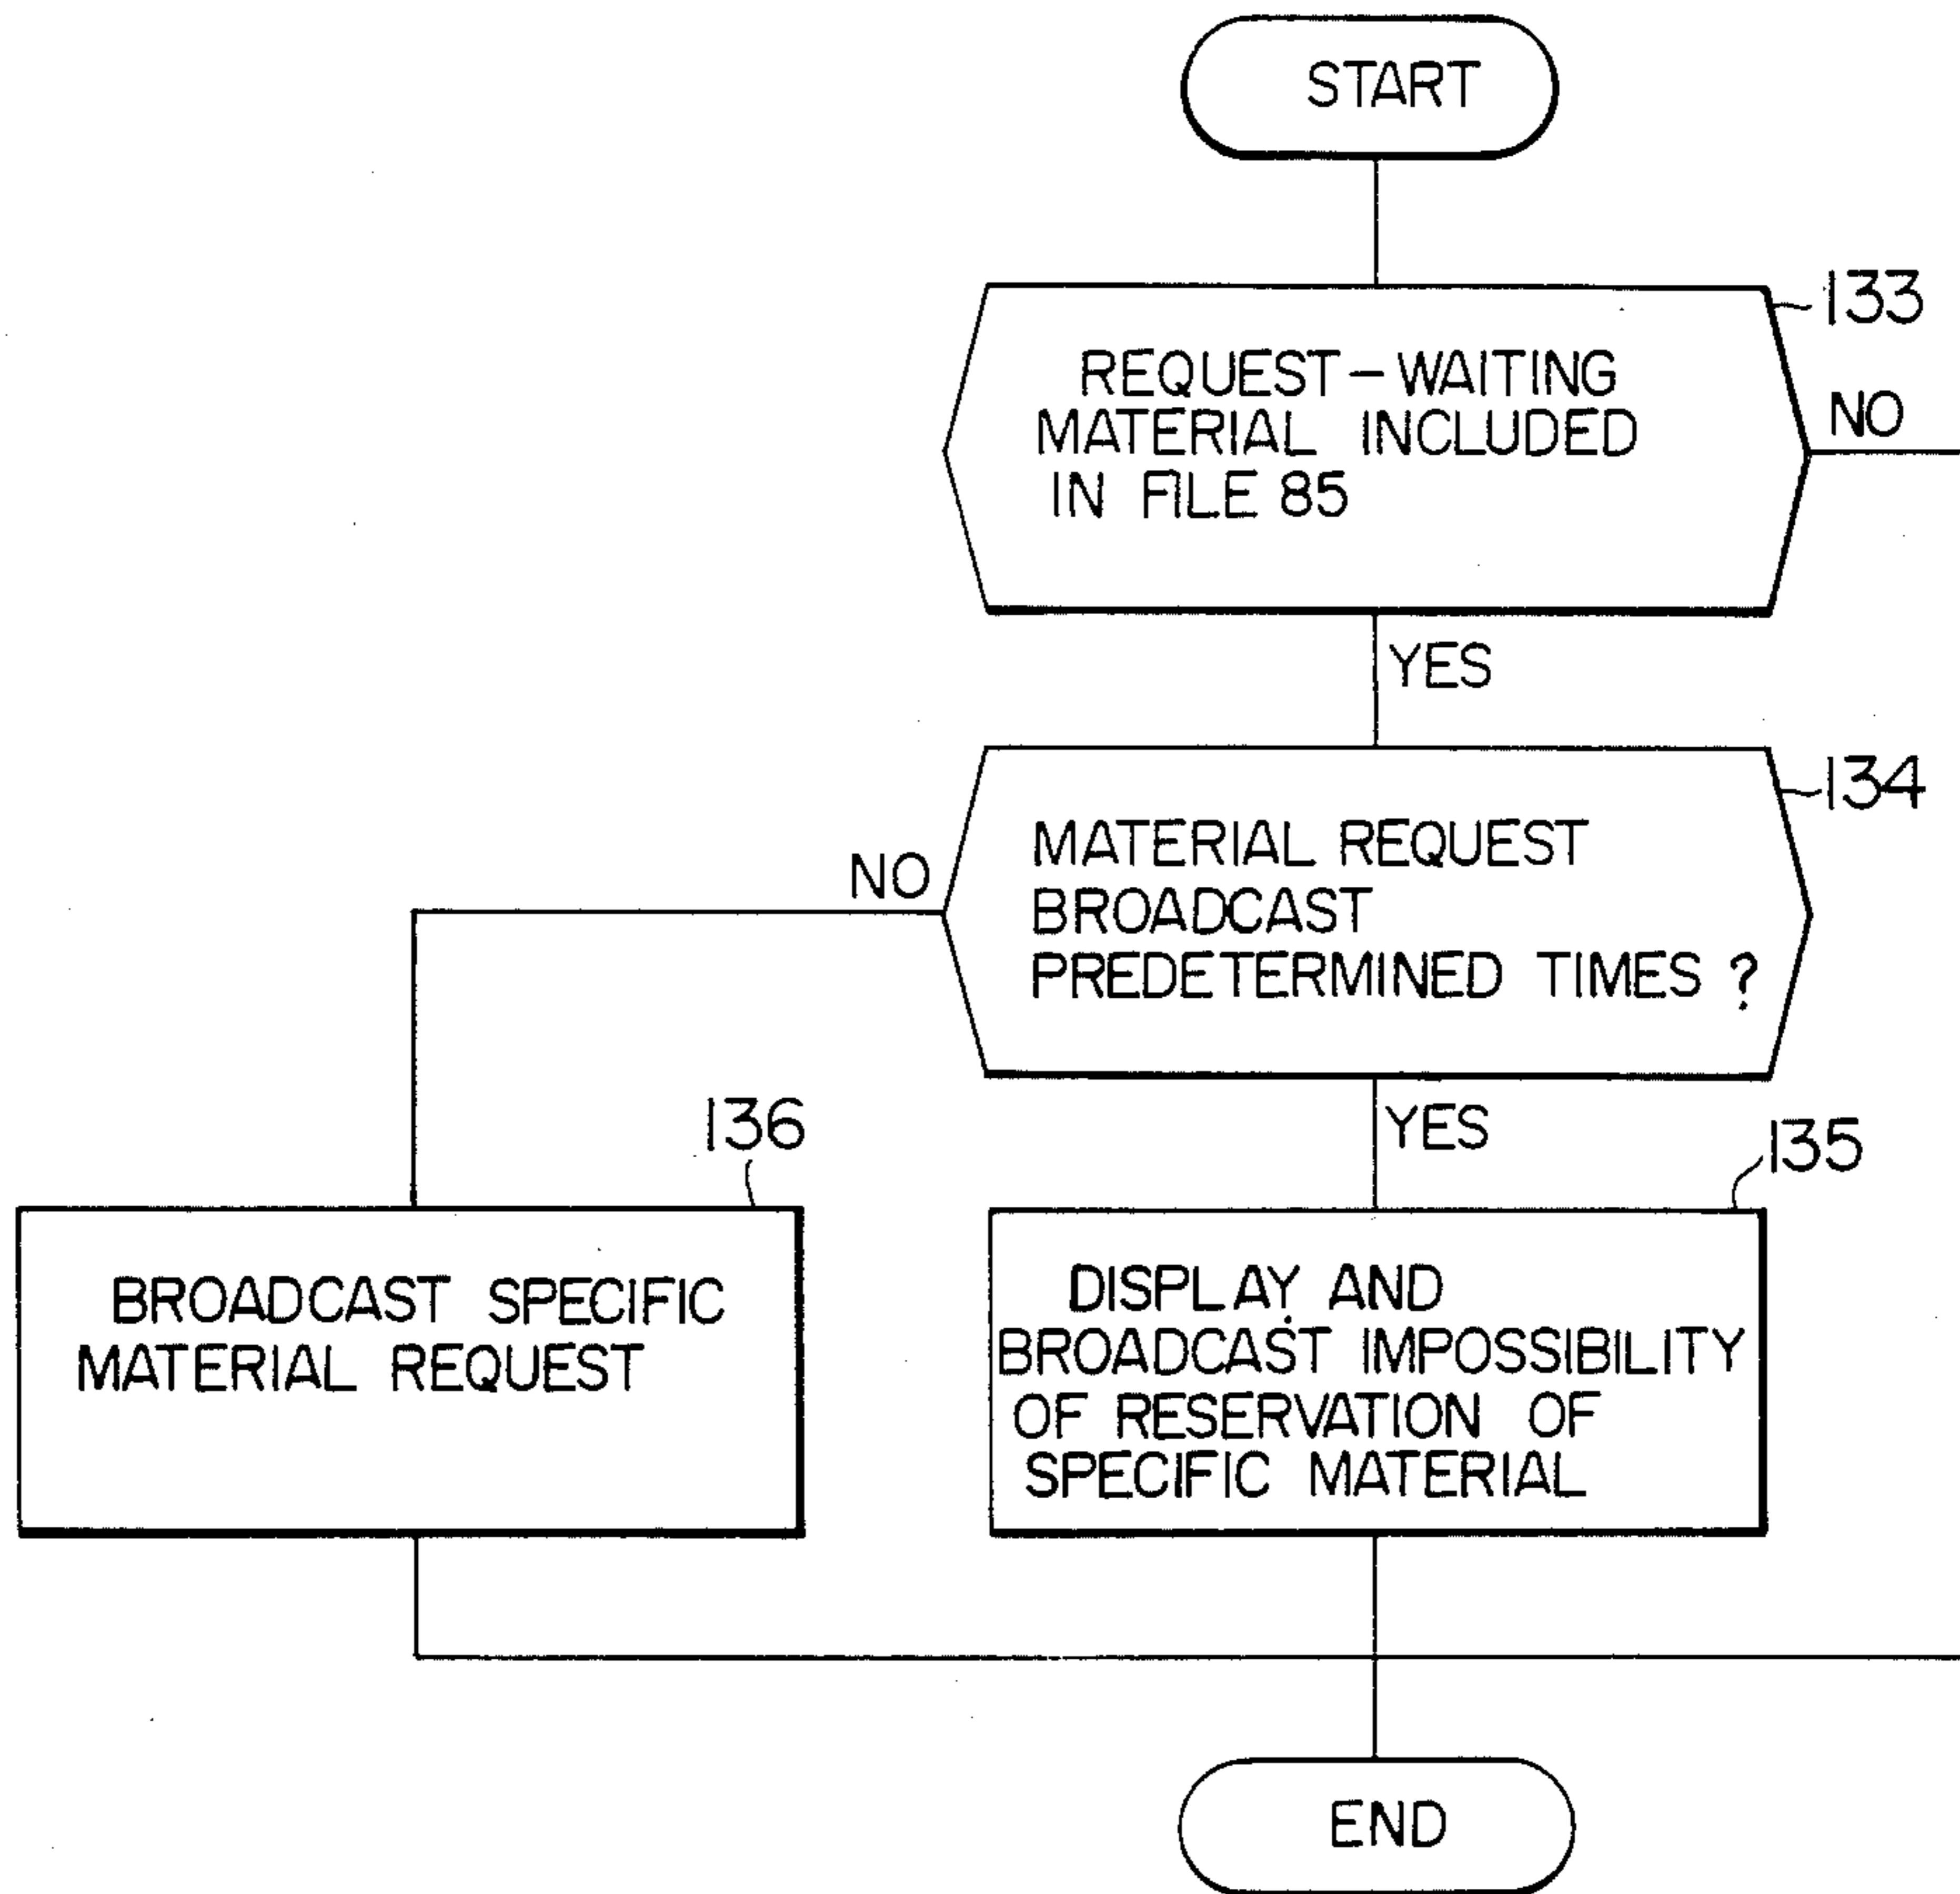 START
133
REQUEST-WAITING
MATERIAL INCLUDED
IN FILE 85
NO
YES
134
MATERIAL REQUEST
BROADCAST
PREDETERMINED TIMES ?
NO
YES
136
135
BROADCAST SPECIFIC
MATERIAL REQUEST
DISPLAY AND
BROADCAST IMPOSSIBILITY
OF RESERVATION OF
SPECIFIC MATERIAL
END